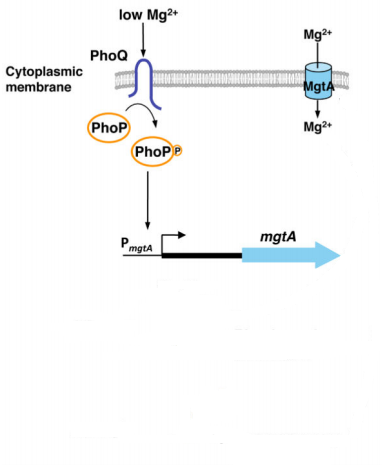 low Mg²⁺
PhoQ
Mg²⁺
Cytoplasmic
membrane
MgtA
PhoP
Mg²⁺
PhoP P
PmgtA
mgtA